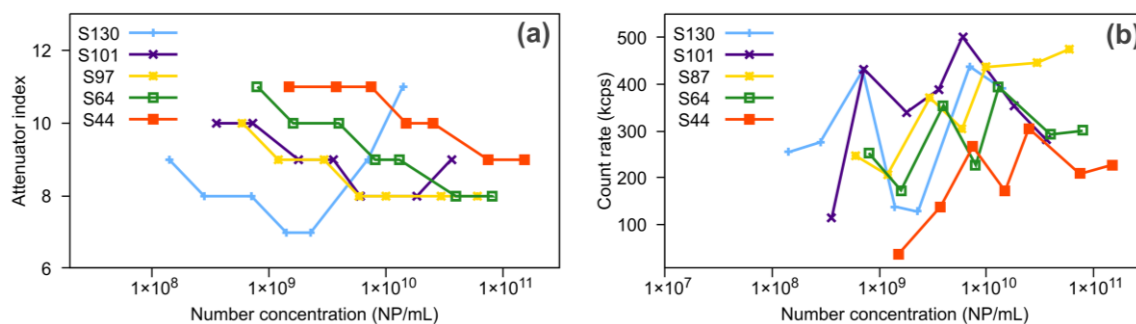 (a)
S130
S101
S97
S64
S44
12
10
8
6
Attenuator index
1×10⁸
1×10⁹
1×10¹⁰
1×10¹¹
Number concentration (NP/mL)
(b)
S130
S101
S87
S64
S44
500
400
300
200
100
Count rate (kcps)
1×10⁷
1×10⁸
1×10⁹
1×10¹⁰
1×10¹¹
Number concentration (NP/mL)